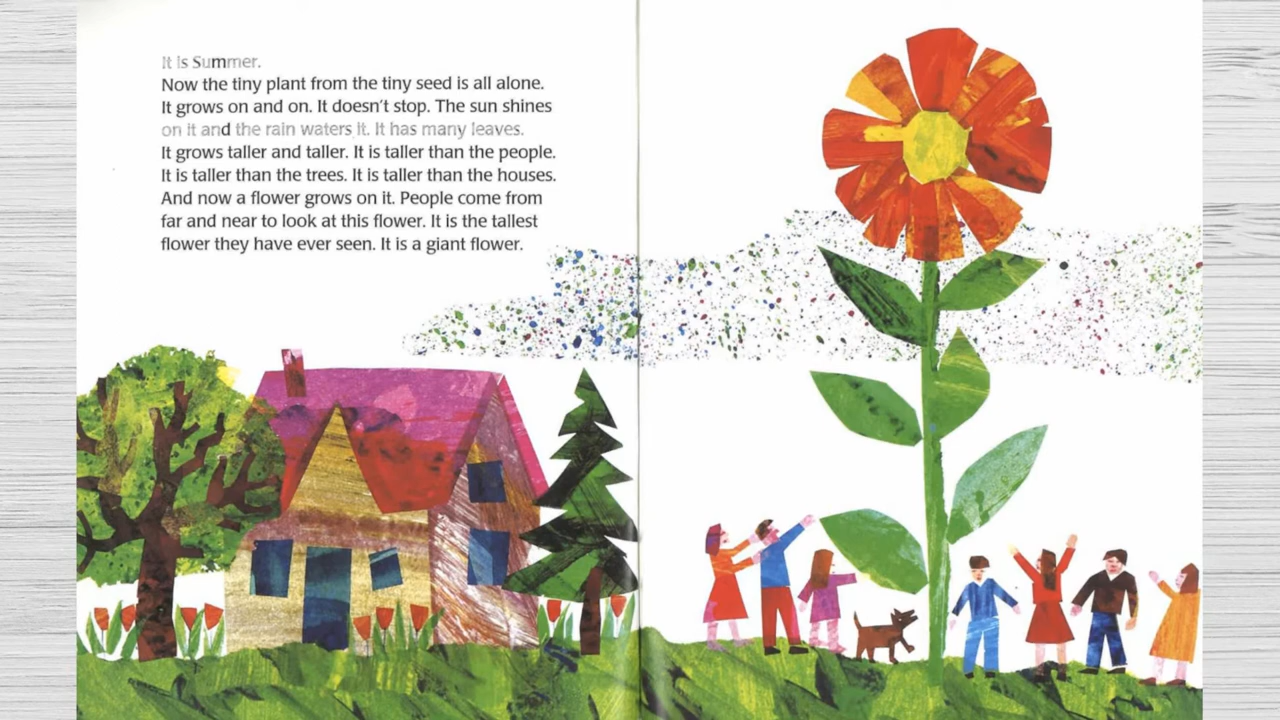 It is Summer.
Now the tiny plant from the tiny seed is all alone.
It grows on and on. It doesn't stop. The sun shines
on it and the rain waters it. It has many leaves.
It grows taller and taller. It is taller than the people.
It is taller than the trees. It is taller than the houses.
And now a flower grows on it. People come from
far and near to look at this flower. It is the tallest
flower they have ever seen. It is a giant flower.